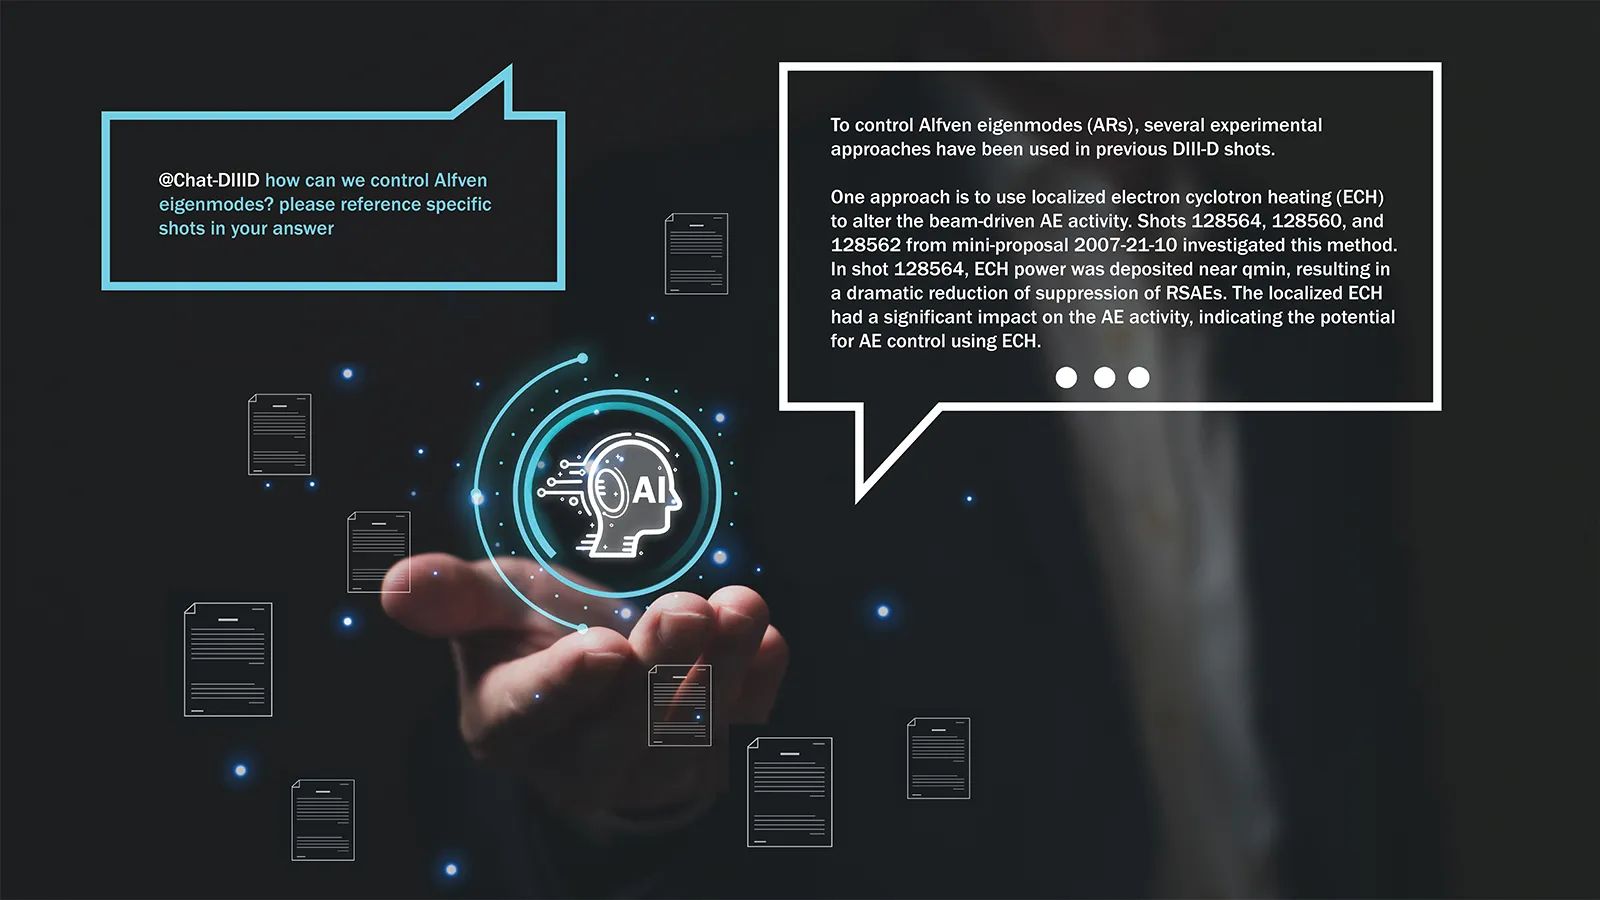 @Chat-DIIID how can we control Alfven
eigenmodes? please reference specific
shots in your answer
To control Alfven eigenmodes (ARs), several experimental
approaches have been used in previous DIII-D shots.
One approach is to use localized electron cyclotron heating (ECH)
to alter the beam-driven AE activity. Shots 128564, 128560, and
128562 from mini-proposal 2007-21-10 investigated this method.
In shot 128564, ECH power was deposited near qmin, resulting in
a dramatic reduction of suppression of RSAEs. The localized ECH
had a significant impact on the AE activity, indicating the potential
for AE control using ECH.
AI